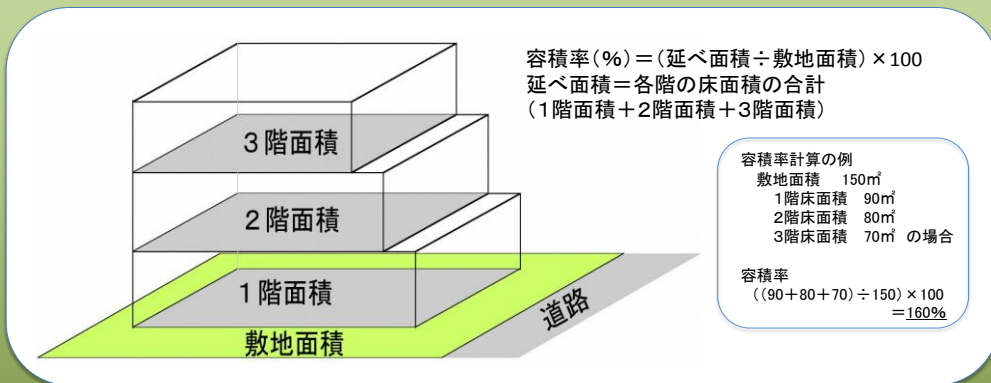 容積率(%)=(延べ面積÷敷地面積)×100
延べ面積=各階の床面積の合計
(1階面積+2階面積+3階面積)
3階面積
2階面積
1階面積
敷地面積
道路
容積率計算の例
敷地面積 150㎡
1階床面積 90㎡
2階床面積 80㎡
3階床面積 70㎡ の場合
容積率
((90+80+70)÷150)×100
=160%